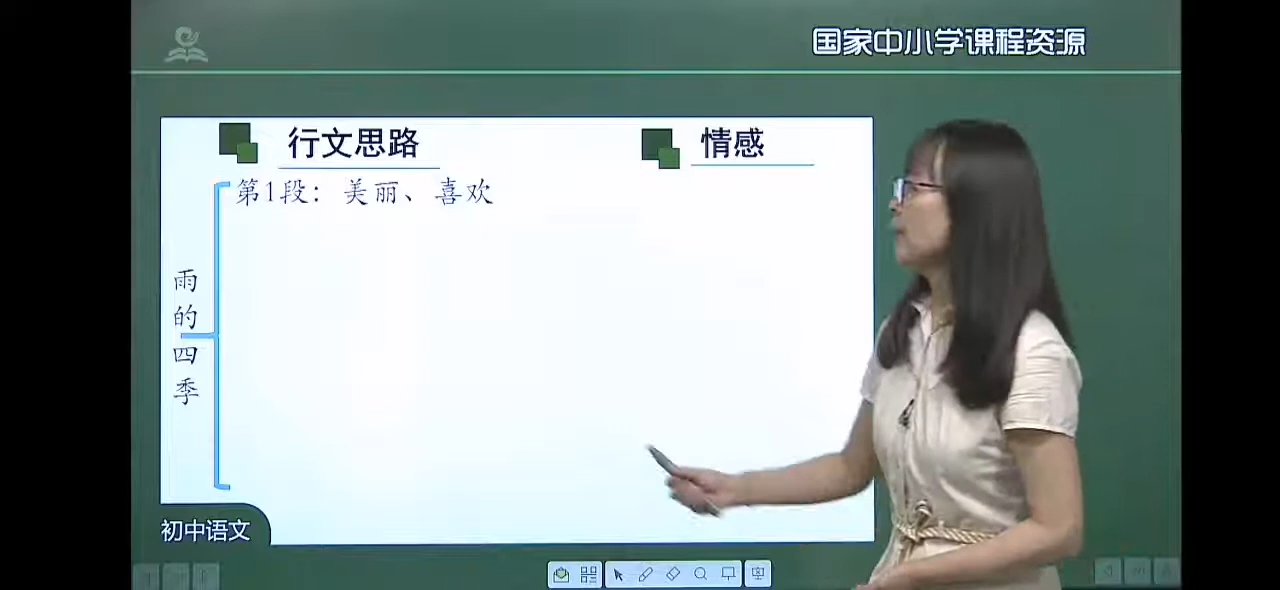 国家中小学课程资源
行文思路
情感
第1段：美丽、喜欢
雨的四季
初中语文